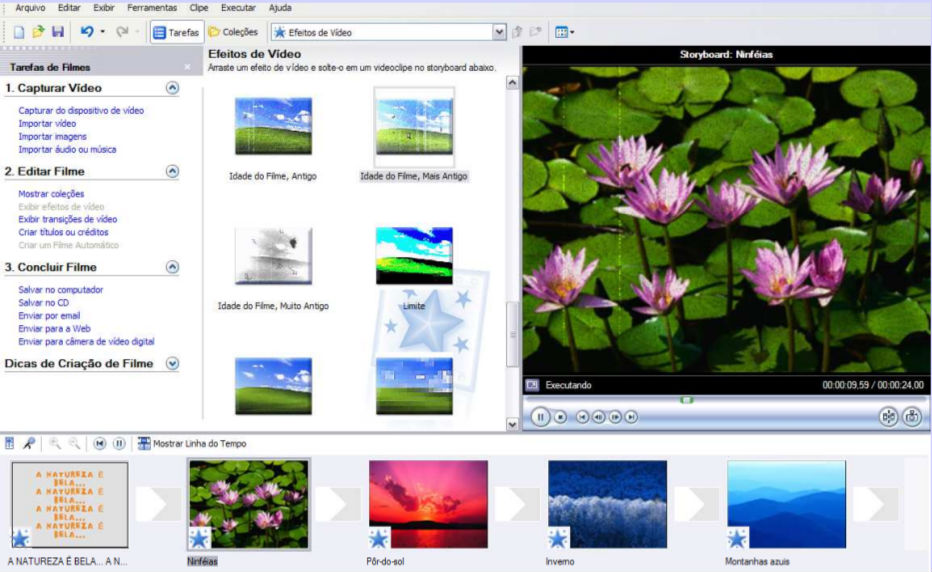 Arquivo Editar Exibir Ferramentas Clipe Executar Ajuda
Tarefas Coleções Efeitos de Vídeo
Tarefas de Filmes
1. Capturar Vídeo
Capturar do dispositivo de vídeo
Importar vídeo
Importar imagens
Importar áudio ou música
2. Editar Filme
Mostrar coleções
Exibir efeitos de vídeo
Exibir transições de vídeo
Criar títulos ou créditos
Criar um Filme Automático
3. Concluir Filme
Salvar no computador
Salvar no CD
Enviar por email
Enviar para a Web
Enviar para câmera de vídeo digital
Dicas de Criação de Filme
Efeitos de Vídeo
Arraste um efeito de vídeo e solte-o em um videoclipe no storyboard abaixo.
Idade do Filme, Antigo
Idade do Filme, Mais Antigo
Idade do Filme, Muito Antigo
Limite
Storyboard: Ninféias
Executando
00:00:09,59 / 00:00:24,00
Mostrar Linha do Tempo
A NATUREZA É
BELA...
A NATUREZA É
BELA...
A NATUREZA É
BELA...
A NATUREZA É
BELA...
A NATUREZA É BELA... A N...
Ninféias
Pôr-do-sol
Inverno
Montanhas azuis